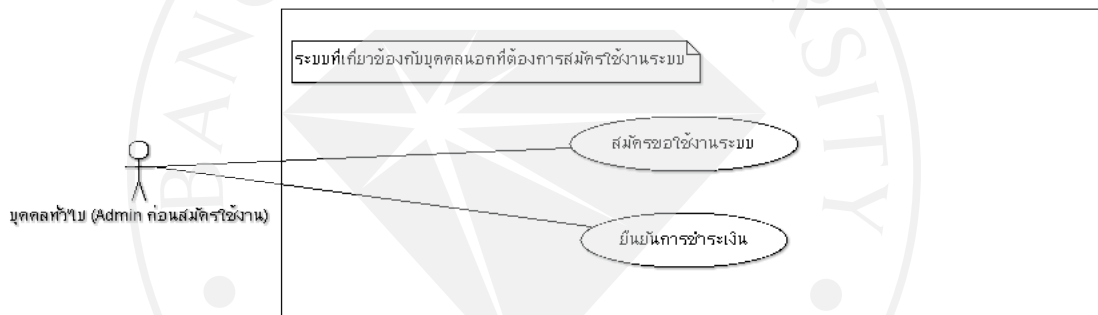 ระบบที่เกี่ยวข้องกับบุคคลนอกที่ต้องการสมัครใช้งานระบบ
สมัครขอใช้งานระบบ
บุคคลทั่วไป (Admin ก่อนสมัครใช้งาน)
ยืนยันการชำระเงิน
BANG
RSITY